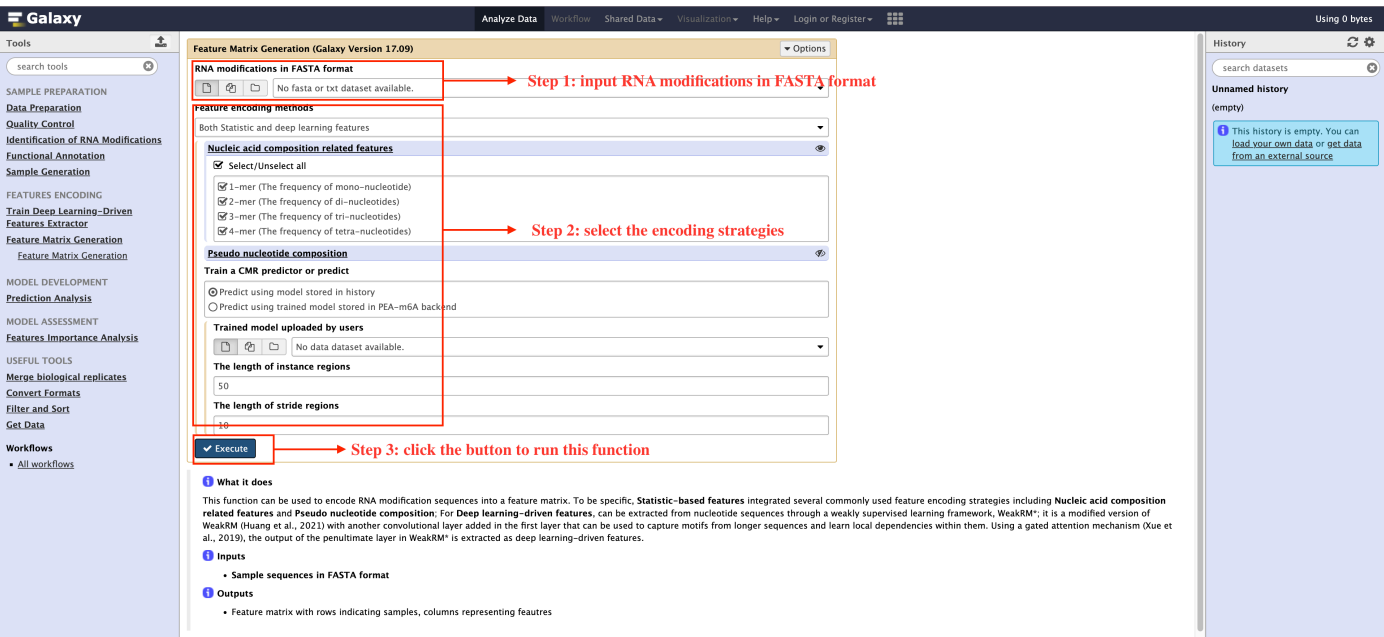 Galaxy
Analyze Data Workflow Shared Data Visualization Help Login or Register
Using 0 bytes
Tools
search tools
SAMPLE PREPARATION
Data Preparation
Quality Control
Identification of RNA Modifications
Functional Annotation
Sample Generation
FEATURES ENCODING
Train Deep Learning-Driven
Features Extractor
Feature Matrix Generation
Feature Matrix Generation
MODEL DEVELOPMENT
Prediction Analysis
MODEL ASSESSMENT
Features Importance Analysis
USEFUL TOOLS
Merge biological replicates
Convert Formats
Filter and Sort
Get Data
Workflows
All workflows
Feature Matrix Generation (Galaxy Version 17.09)
Options
RNA modifications in FASTA format
No fasta or txt dataset available.
Step 1: input RNA modifications in FASTA format
Feature encoding methods
Both Statistic and deep learning features
Nucleic acid composition related features
Select/Unselect all
1-mer (The frequency of mono-nucleotide)
2-mer (The frequency of di-nucleotides)
3-mer (The frequency of tri-nucleotides)
4-mer (The frequency of tetra-nucleotides)
Step 2: select the encoding strategies
Pseudo nucleotide composition
Train a CMR predictor or predict
Predict using model stored in history
Predict using trained model stored in PEA-m6A backend
Trained model uploaded by users
No data dataset available.
The length of instance regions
50
The length of stride regions
10
Execute
Step 3: click the button to run this function
What it does
This function can be used to encode RNA modification sequences into a feature matrix. To be specific, Statistic-based features integrated several commonly used feature encoding strategies including Nucleic acid composition
related features and Pseudo nucleotide composition; For Deep learning-driven features, can be extracted from nucleotide sequences through a weakly supervised learning framework, WeakRM*; it is a modified version of
WeakRM (Huang et al., 2021) with another convolutional layer added in the first layer that can be used to capture motifs from longer sequences and learn local dependencies within them. Using a gated attention mechanism (Xue et
al., 2019), the output of the penultimate layer in WeakRM* is extracted as deep learning-driven features.
Inputs
• Sample sequences in FASTA format
Outputs
• Feature matrix with rows indicating samples, columns representing feautres
History
search datasets
Unnamed history
(empty)
This history is empty. You can
load your own data or get data
from an external source